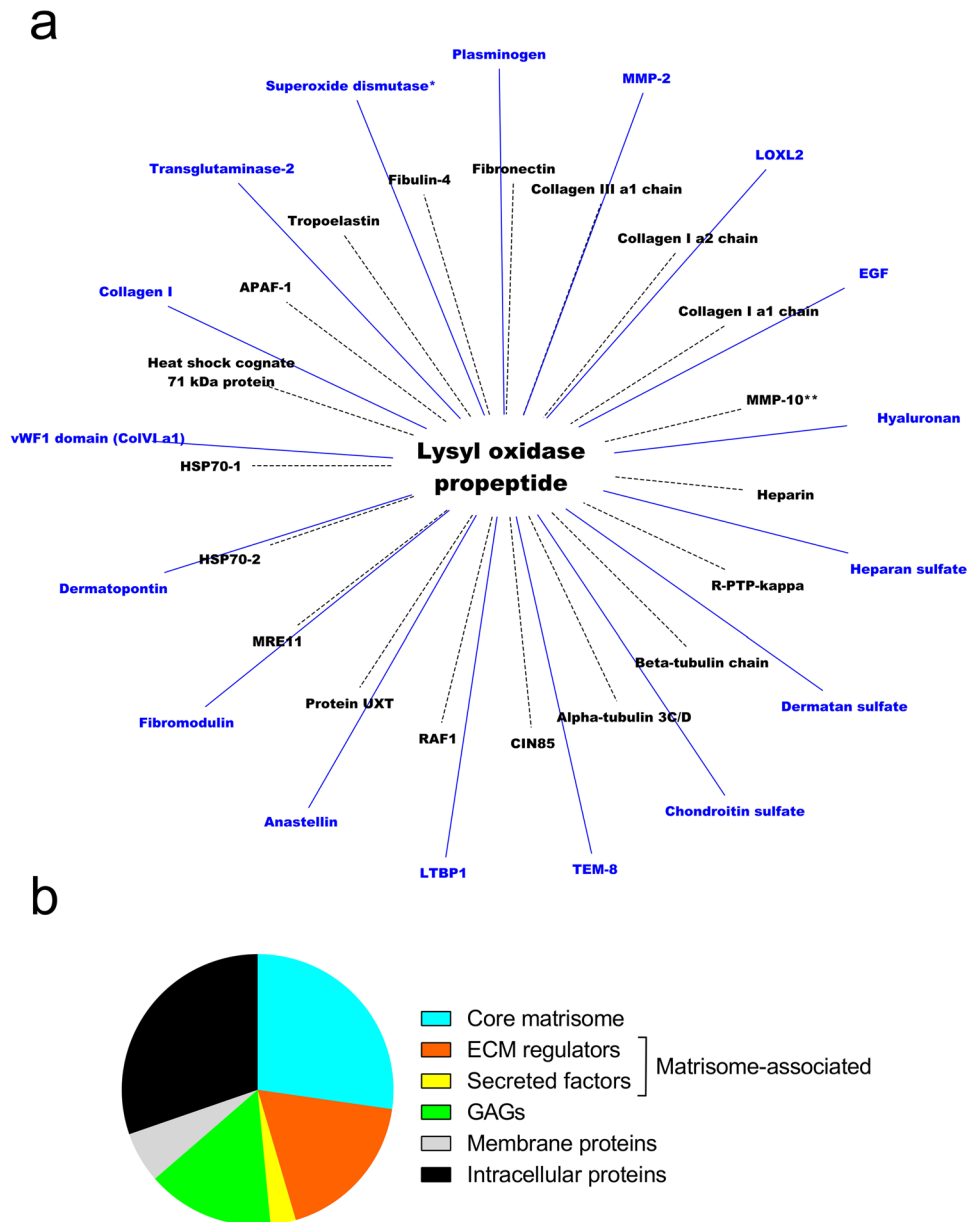 a
Plasminogen
Superoxide dismutase*
MMP-2
LOXL2
Transglutaminase-2
Fibulin-4
Fibronectin
Collagen III a1 chain
Tropoelastin
Collagen I a2 chain
EGF
Collagen I
APAF-1
Collagen I a1 chain
Heat shock cognate
71 kDa protein
MMP-10**
Hyaluronan
vWF1 domain (ColVI a1)
Lysyl oxidase
propeptide
HSP70-1
Heparin
HSP70-2
Heparan sulfate
Dermatopontin
R-PTP-kappa
MRE11
Beta-tubulin chain
Protein UXT
Dermatan sulfate
Fibromodulin
Alpha-tubulin 3C/D
RAF1
CIN85
Anastellin
Chondroitin sulfate
LTBP1
TEM-8
b
Core matrisome
ECM regulators
Matrisome-associated
Secreted factors
GAGs
Membrane proteins
Intracellular proteins